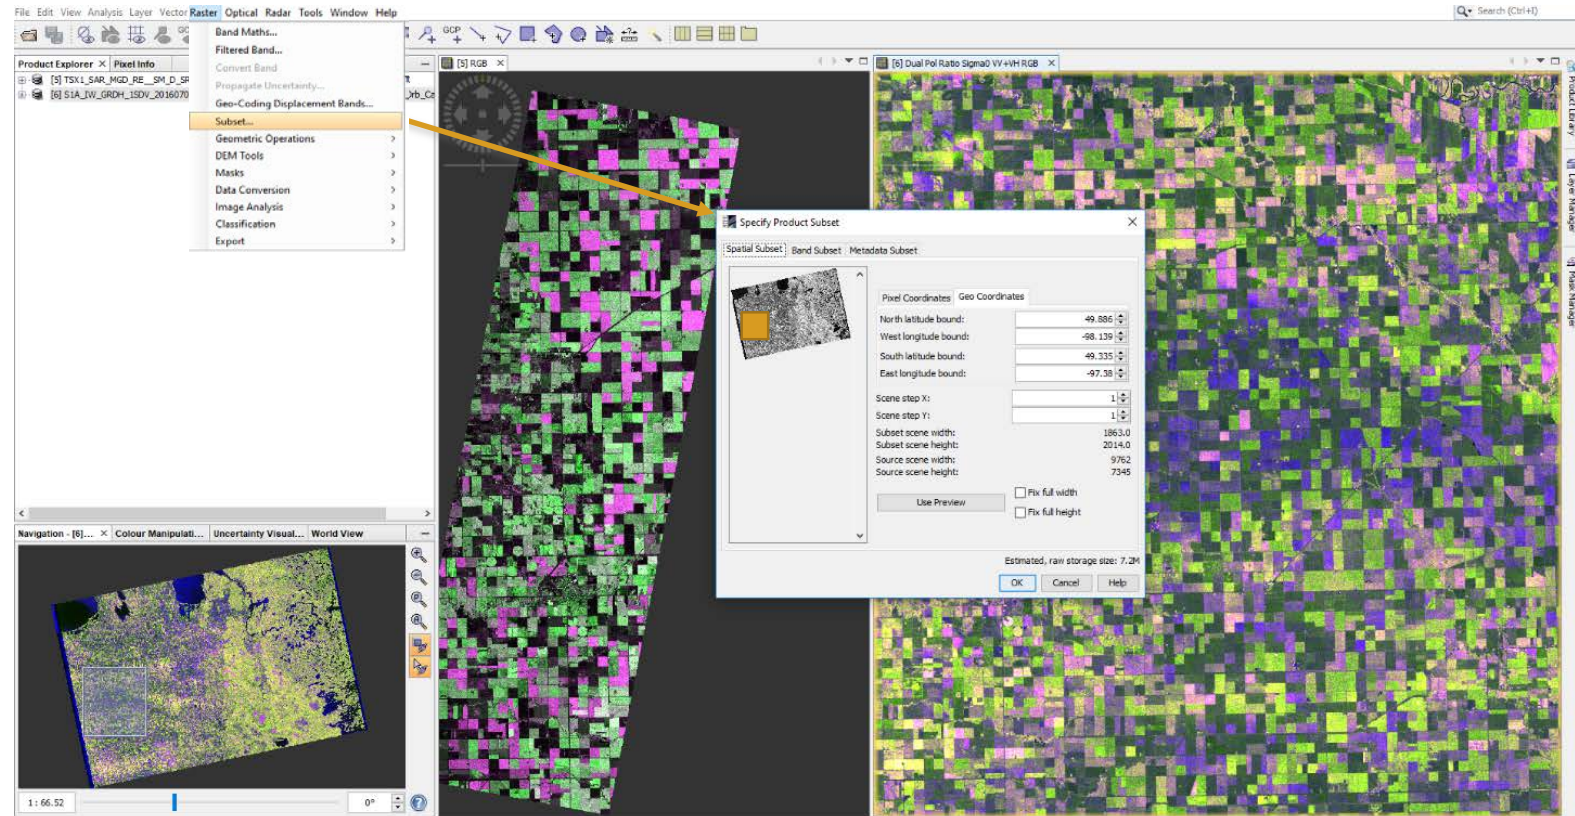 File Edit View Analysis Layer Vector Raster Optical Radar Tools Window Help
Search (Ctrl+I)
GCP
Band Maths...
Filtered Band...
Convert Band
Propagate Uncertainty...
Geo-Coding Displacement Bands...
Subset...
Geometric Operations
DEM Tools
Masks
Data Conversion
Image Analysis
Classification
Export
Product Explorer Pixel Info
[5] TSX1_SAR_MGD_RE__SM_D_SR
[6] S1A_IW_GRDH_1SDV_2016070
Orb_Ca
[5] RGB
[6] Dual Pol Ratio Sigma0 VV+VH RGB
Product Library
Layer Manager
Mask Manager
Specify Product Subset
Spatial Subset Band Subset Metadata Subset
Pixel Coordinates Geo Coordinates
North latitude bound: 49.886
West longitude bound: -98.139
South latitude bound: 49.335
East longitude bound: -97.38
Scene step X: 1
Scene step Y: 1
Subset scene width: 1863.0
Subset scene height: 2014.0
Source scene width: 9762
Source scene height: 7345
Use Preview
Fix full width
Fix full height
Estimated, raw storage size: 7.2M
OK Cancel Help
Navigation - [6]... Colour Manipulati... Uncertainty Visual... World View
1 : 66.52 0°